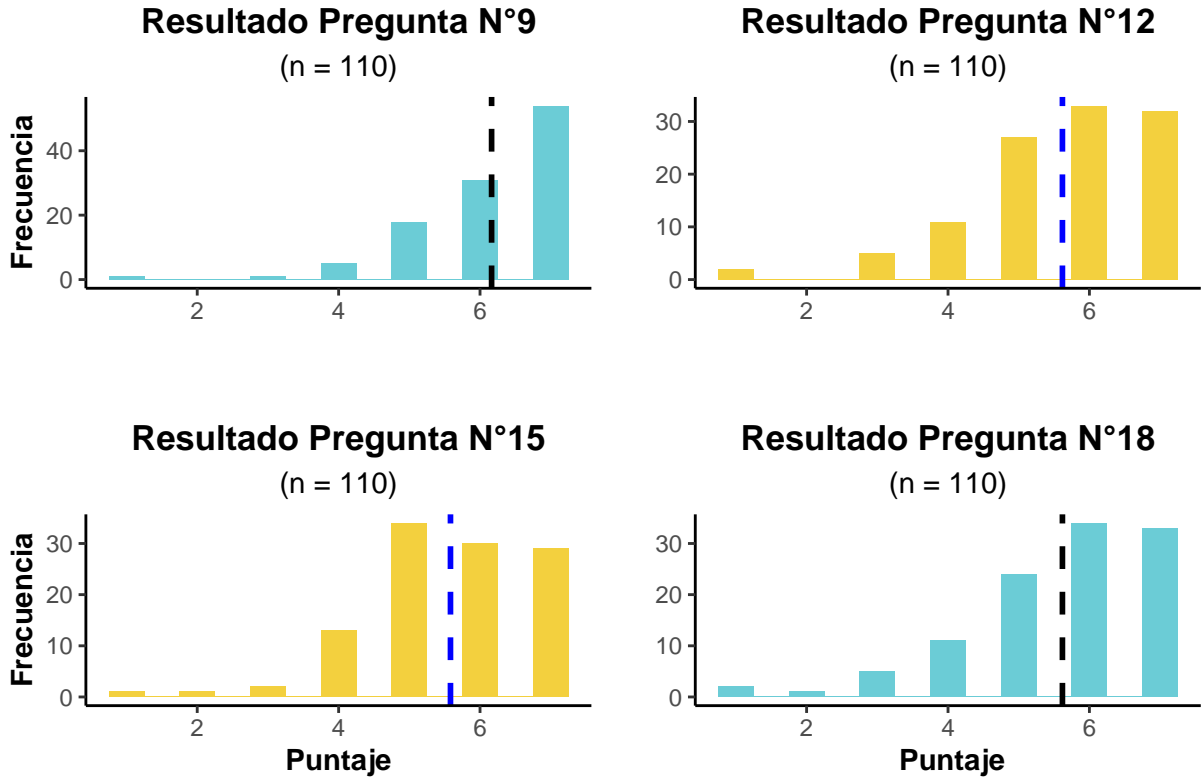 Resultado Pregunta N°9
(n = 110)
Frecuencia
40
20
0
2
4
6
Resultado Pregunta N°12
(n = 110)
30
20
10
0
2
4
6
Resultado Pregunta N°15
(n = 110)
Frecuencia
30
20
10
0
2
4
6
Puntaje
Resultado Pregunta N°18
(n = 110)
30
20
10
0
2
4
6
Puntaje